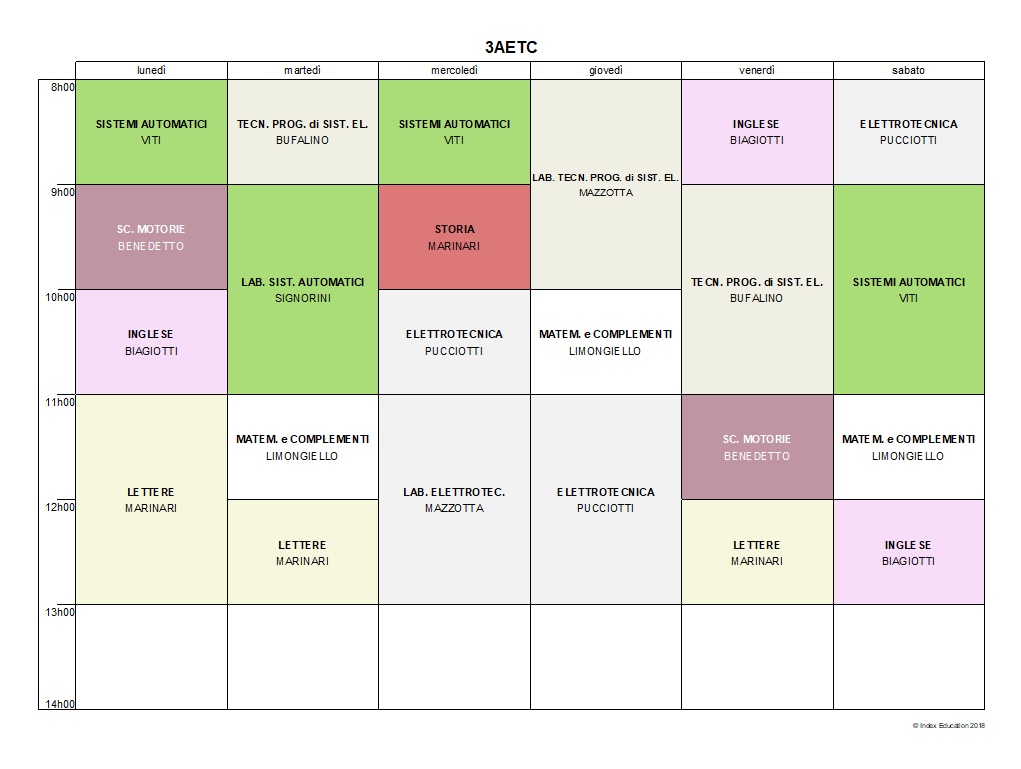 3AETC
lunedì martedì mercoledì giovedì venerdì sabato
8h00
SISTEMI AUTOMATICI
VITI
TECN. PROG. di SIST. EL.
BUFALINO
SISTEMI AUTOMATICI
VITI
LAB. TECN. PROG. di SIST. EL.
MAZZOTTA
INGLESE
BIAGIOTTI
ELETTROTECNICA
PUCCIOTTI
9h00
SC. MOTORIE
BENEDETTO
LAB. SIST. AUTOMATICI
SIGNORINI
STORIA
MARINARI
TECN. PROG. di SIST. EL.
BUFALINO
SISTEMI AUTOMATICI
VITI
10h00
INGLESE
BIAGIOTTI
ELETTROTECNICA
PUCCIOTTI
MATEM. e COMPLEMENTI
LIMONGIELLO
11h00
LETTERE
MARINARI
MATEM. e COMPLEMENTI
LIMONGIELLO
LAB. ELETTROTEC.
MAZZOTTA
ELETTROTECNICA
PUCCIOTTI
SC. MOTORIE
BENEDETTO
MATEM. e COMPLEMENTI
LIMONGIELLO
12h00
LETTERE
MARINARI
LETTERE
MARINARI
INGLESE
BIAGIOTTI
13h00
14h00
© Index Education 2018